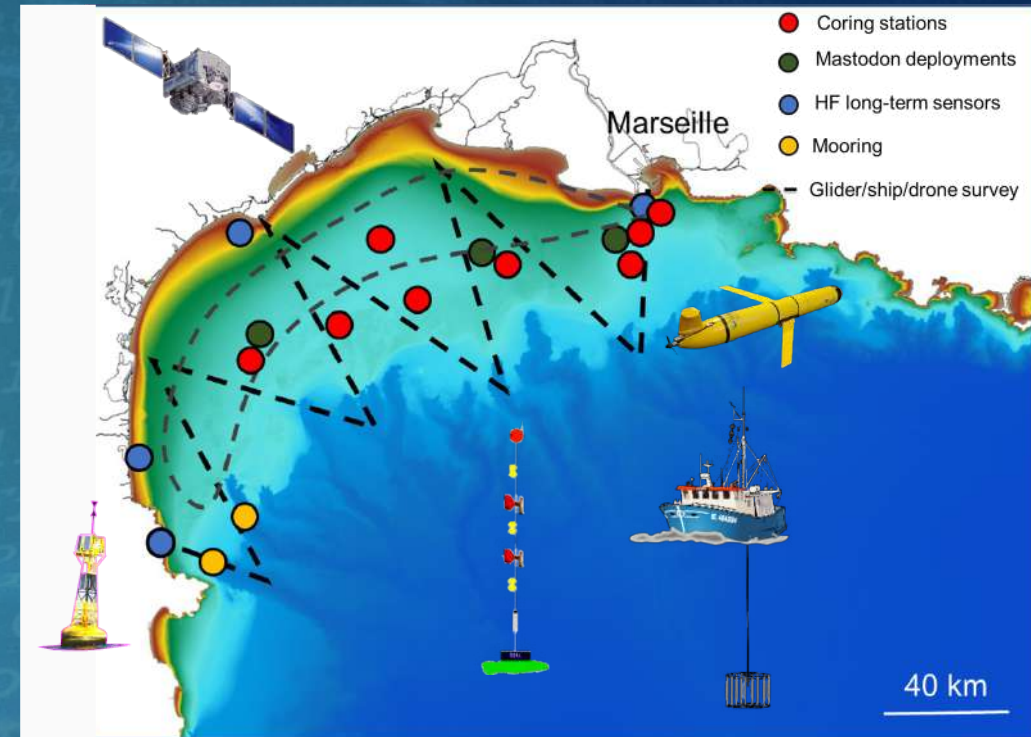 Coring stations
Mastodon deployments
HF long-term sensors
Mooring
Glider/ship/drone survey
Marseille
40 km